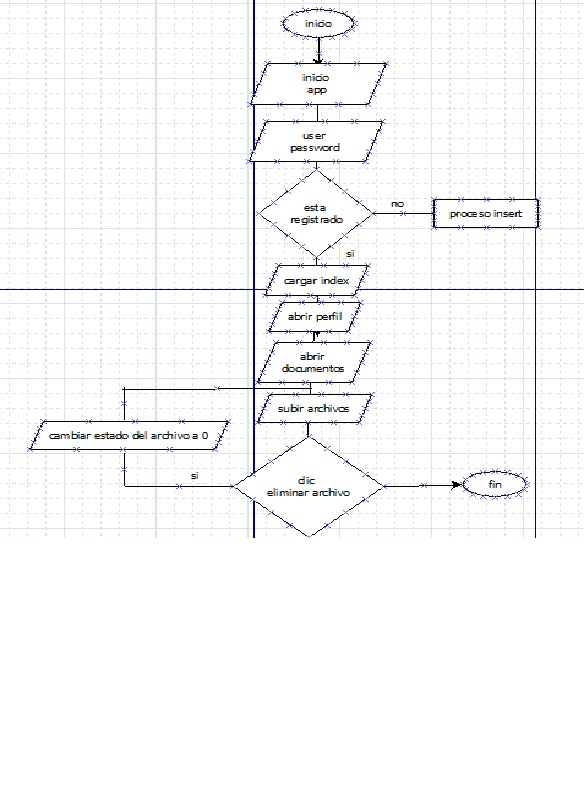 inicio
inicio
app
user
password
esta
registrado
no
proceso insert
si
cargar index
abrir perfill
abrir
documentos
subir archivos
cambiar estado del archivo a 0
si
clic
eliminar archivo
fin